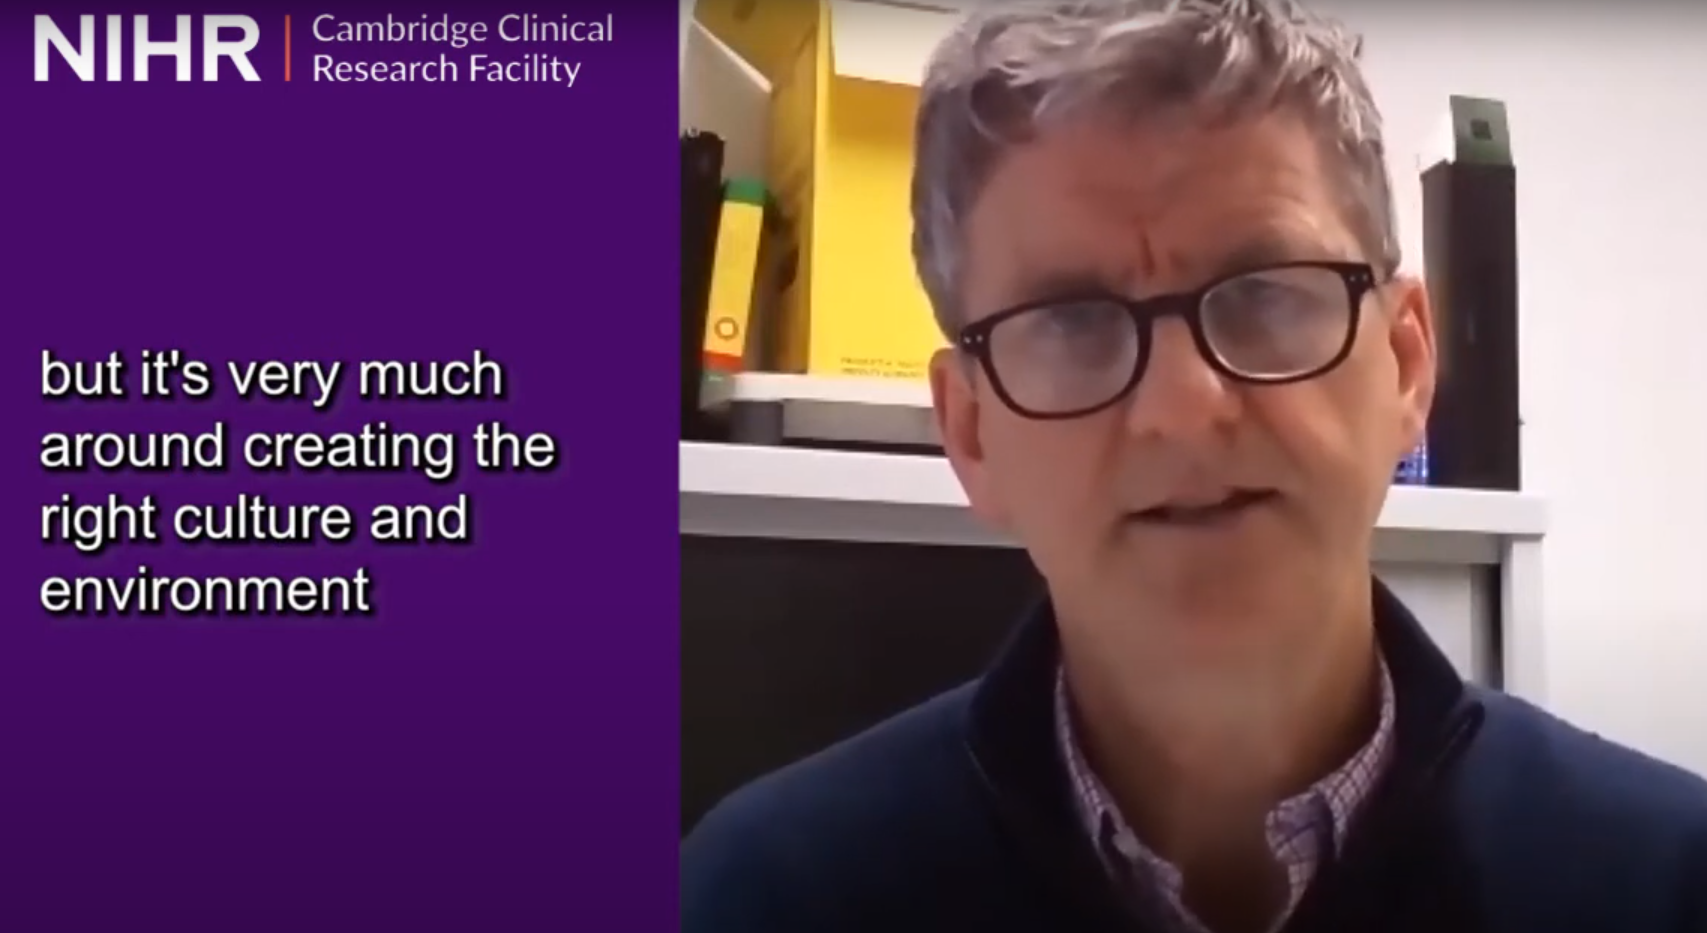 NIHR | Cambridge Clinical
Research Facility
but it's very much
around creating the
right culture and
environment